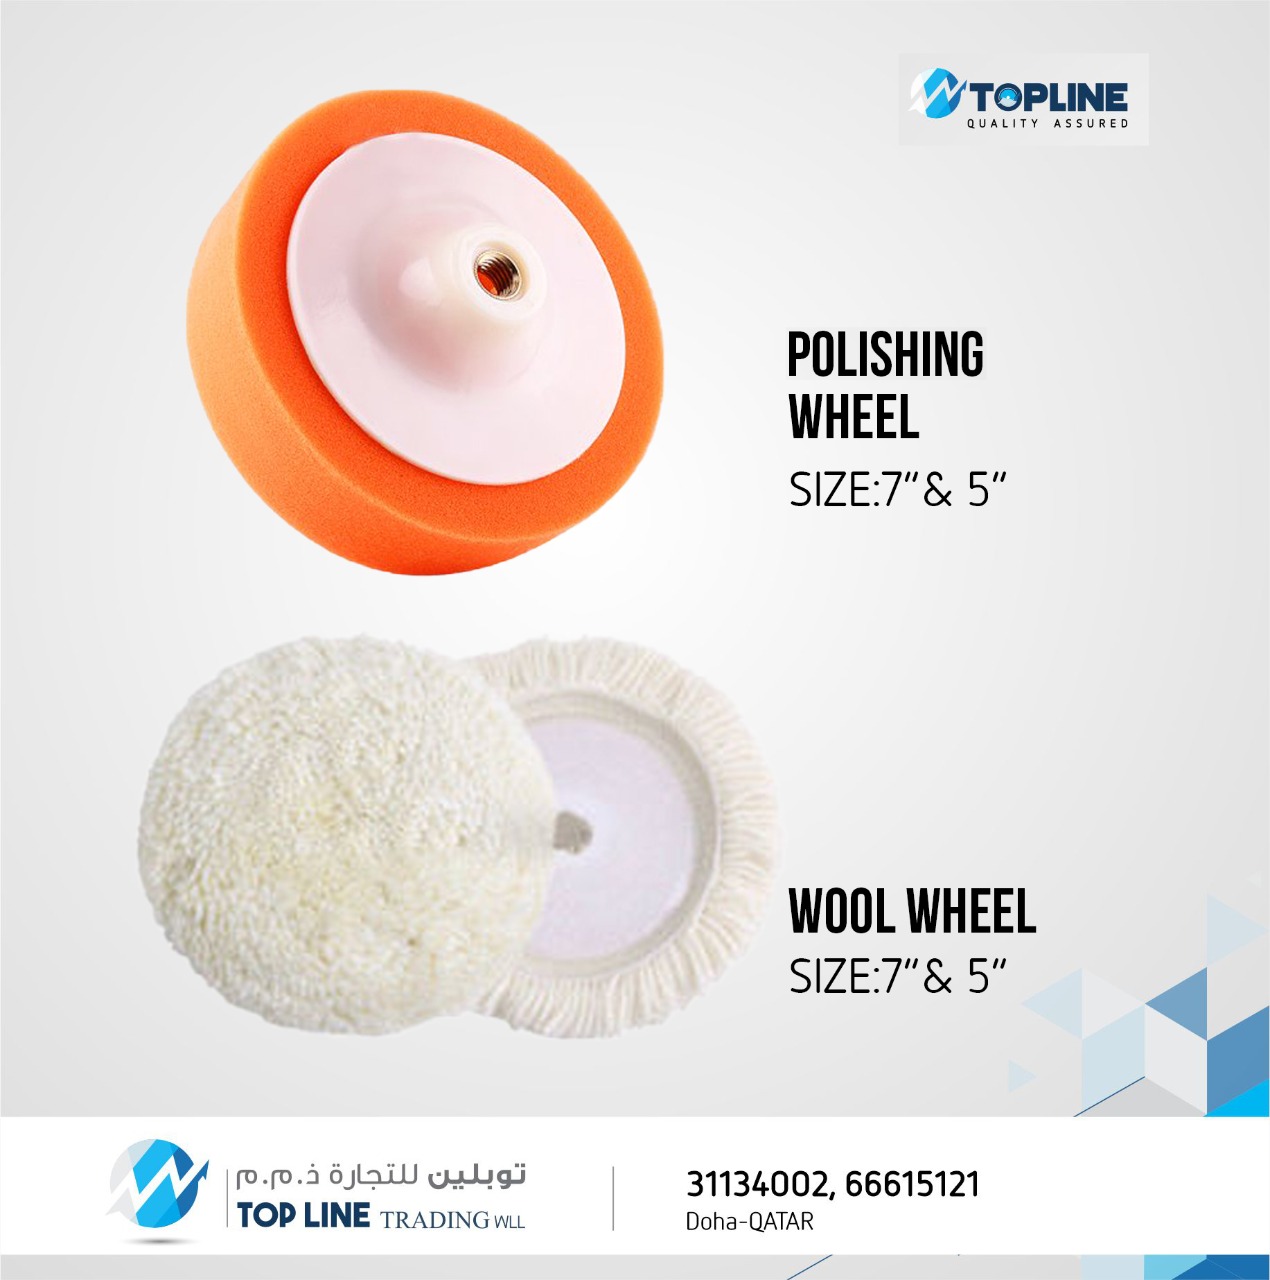 TOPLINE
QUALITY ASSURED
POLISHING
WHEEL
SIZE:7"& 5"
WOOL WHEEL
SIZE:7"& 5"
توبلين للتجارة ذ.م.م
TOP LINE TRADING WLL
31134002, 66615121
Doha-QATAR